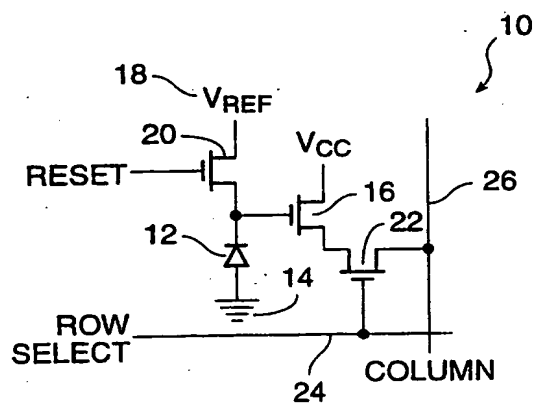 10
18
VREF
20
VCC
RESET
16
26
12
22
14
ROW
SELECT
24
COLUMN